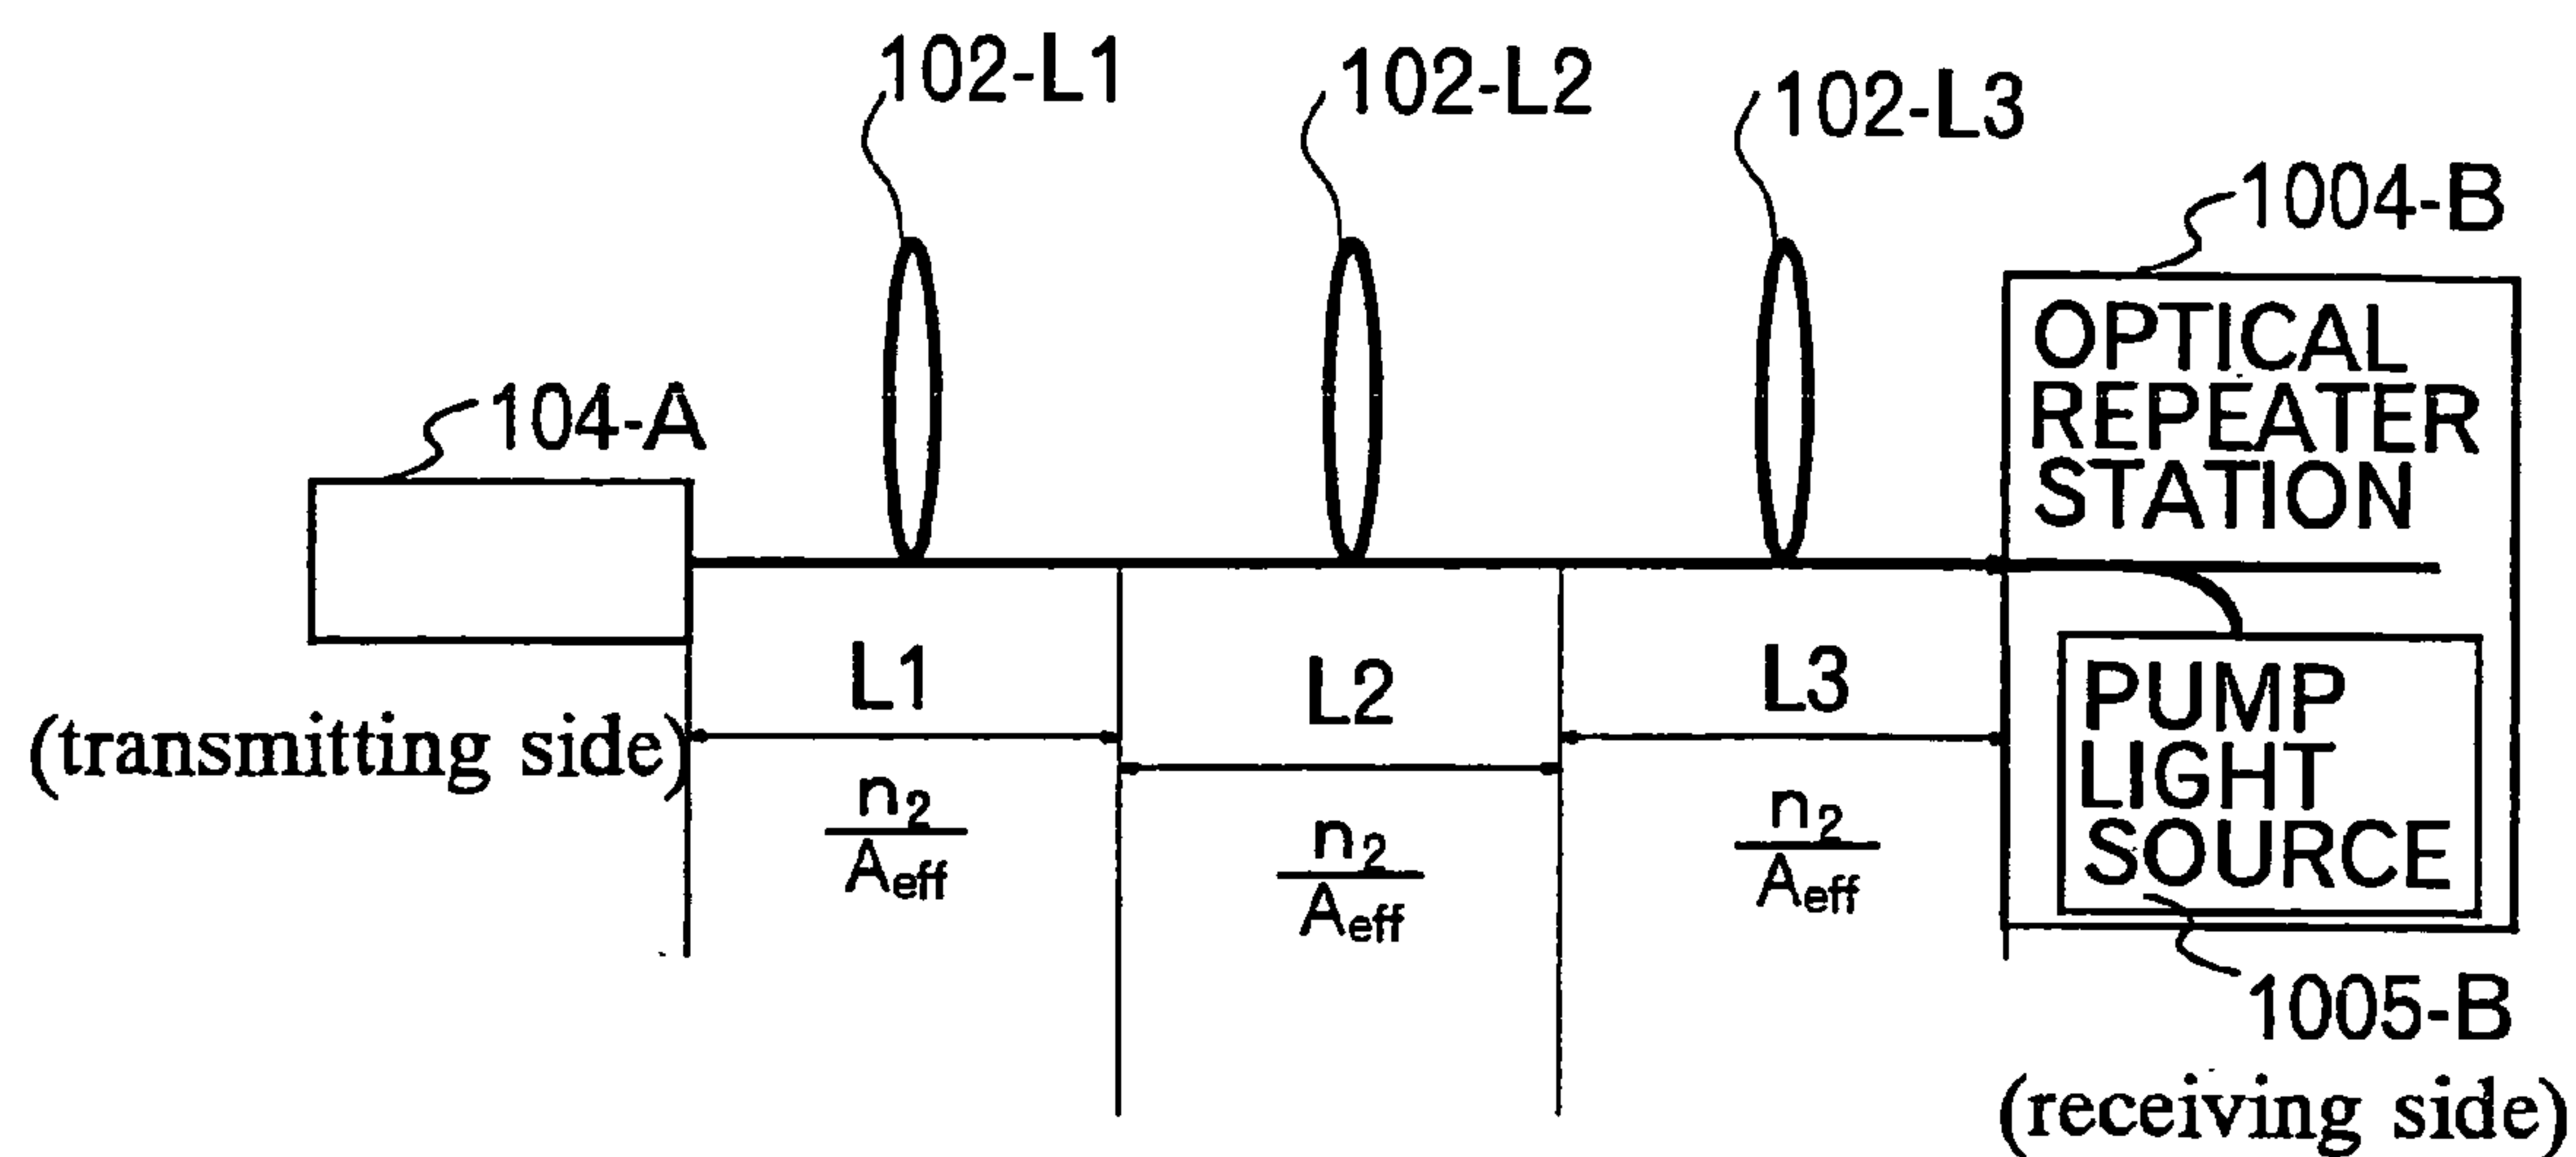 102-L1
102-L2
102-L3
1004-B
104-A
OPTICAL
REPEATER
STATION
(transmitting side)
L1
L2
L3
n2
Aeff
n2
Aeff
n2
Aeff
PUMP
LIGHT
SOURCE
1005-B
(receiving side)